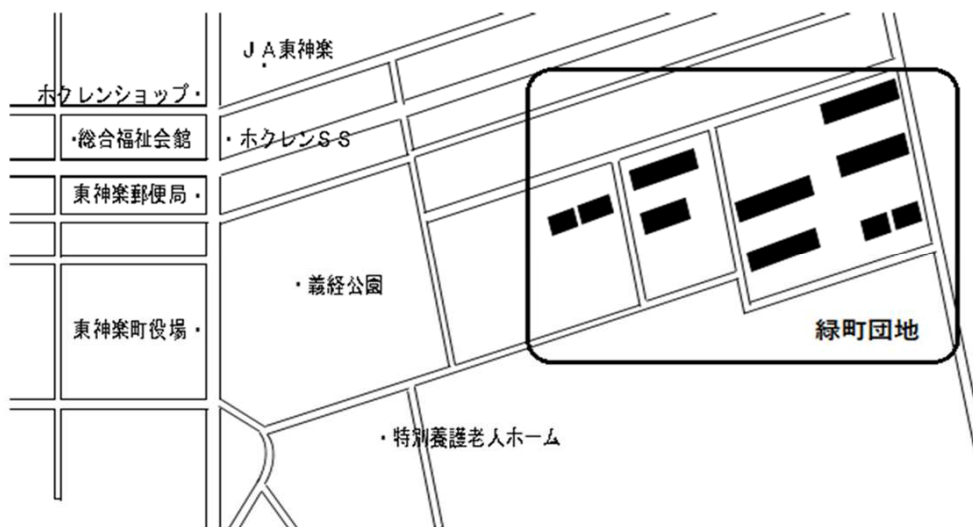 ＪＡ東神楽
ホクレンショップ
総合福祉会館
ホクレンＳＳ
東神楽郵便局
義経公園
東神楽町役場
緑町団地
特別養護老人ホーム